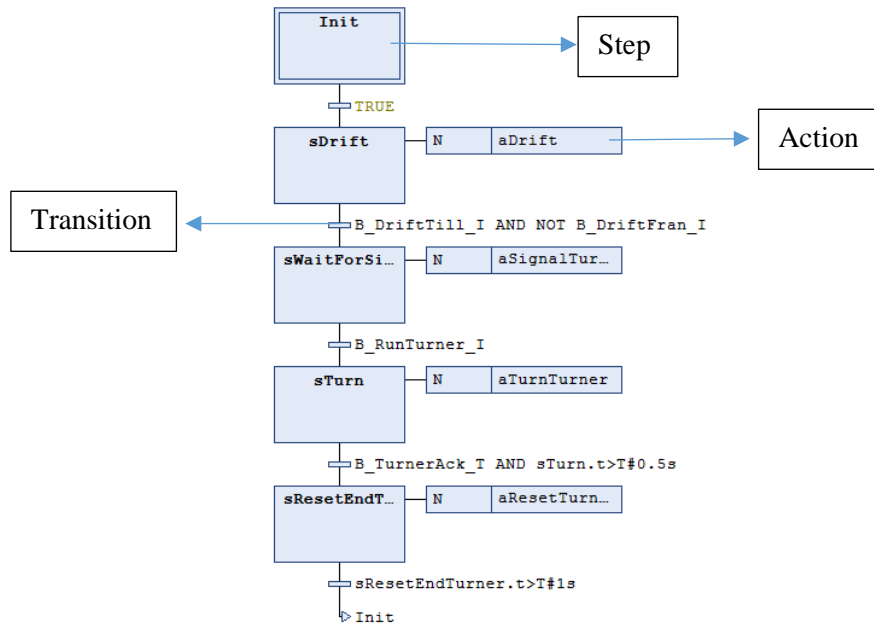 Init
Step
TRUE
sDrift
N
aDrift
Action
Transition
B_DriftTill_I AND NOT B_DriftFran_I
sWaitForSi…
N
aSignalTur…
B_RunTurner_I
sTurn
N
aTurnTurner
B_TurnerAck_T AND sTurn.t>T#0.5s
sResetEndT…
N
aResetTurn…
sResetEndTurner.t>T#1s
Init